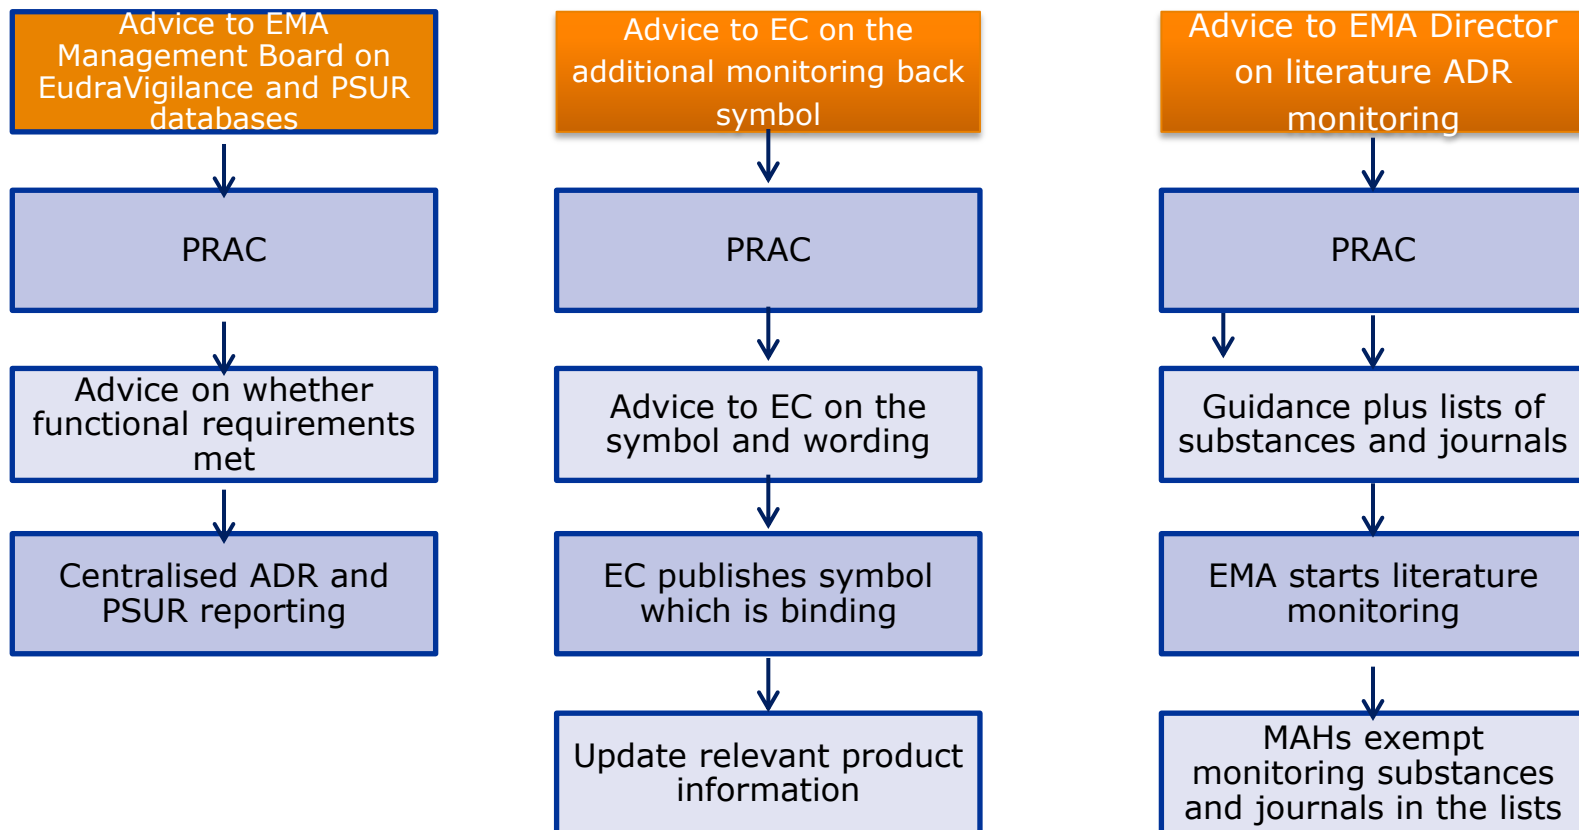 Advice to EMA
Management Board on
EudraVigilance and PSUR
databases
PRAC
Advice on whether
functional requirements
met
Centralised ADR and
PSUR reporting
Advice to EC on the
additional monitoring back
symbol
PRAC
Advice to EC on the
symbol and wording
EC publishes symbol
which is binding
Update relevant product
information
Advice to EMA Director
on literature ADR
monitoring
PRAC
Guidance plus lists of
substances and journals
EMA starts literature
monitoring
MAHs exempt
monitoring substances
and journals in the lists